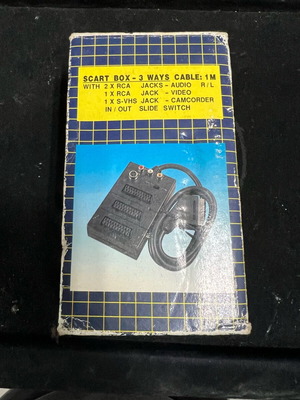 SCART BOX - 3 WAYS CABLE: 1M
WITH 2 X RCA JACKS - AUDIO R/L
1 X RCA JACK - VIDEO
1 X S-VHS JACK - CAMCORDER
IN / OUT SLIDE SWITCH